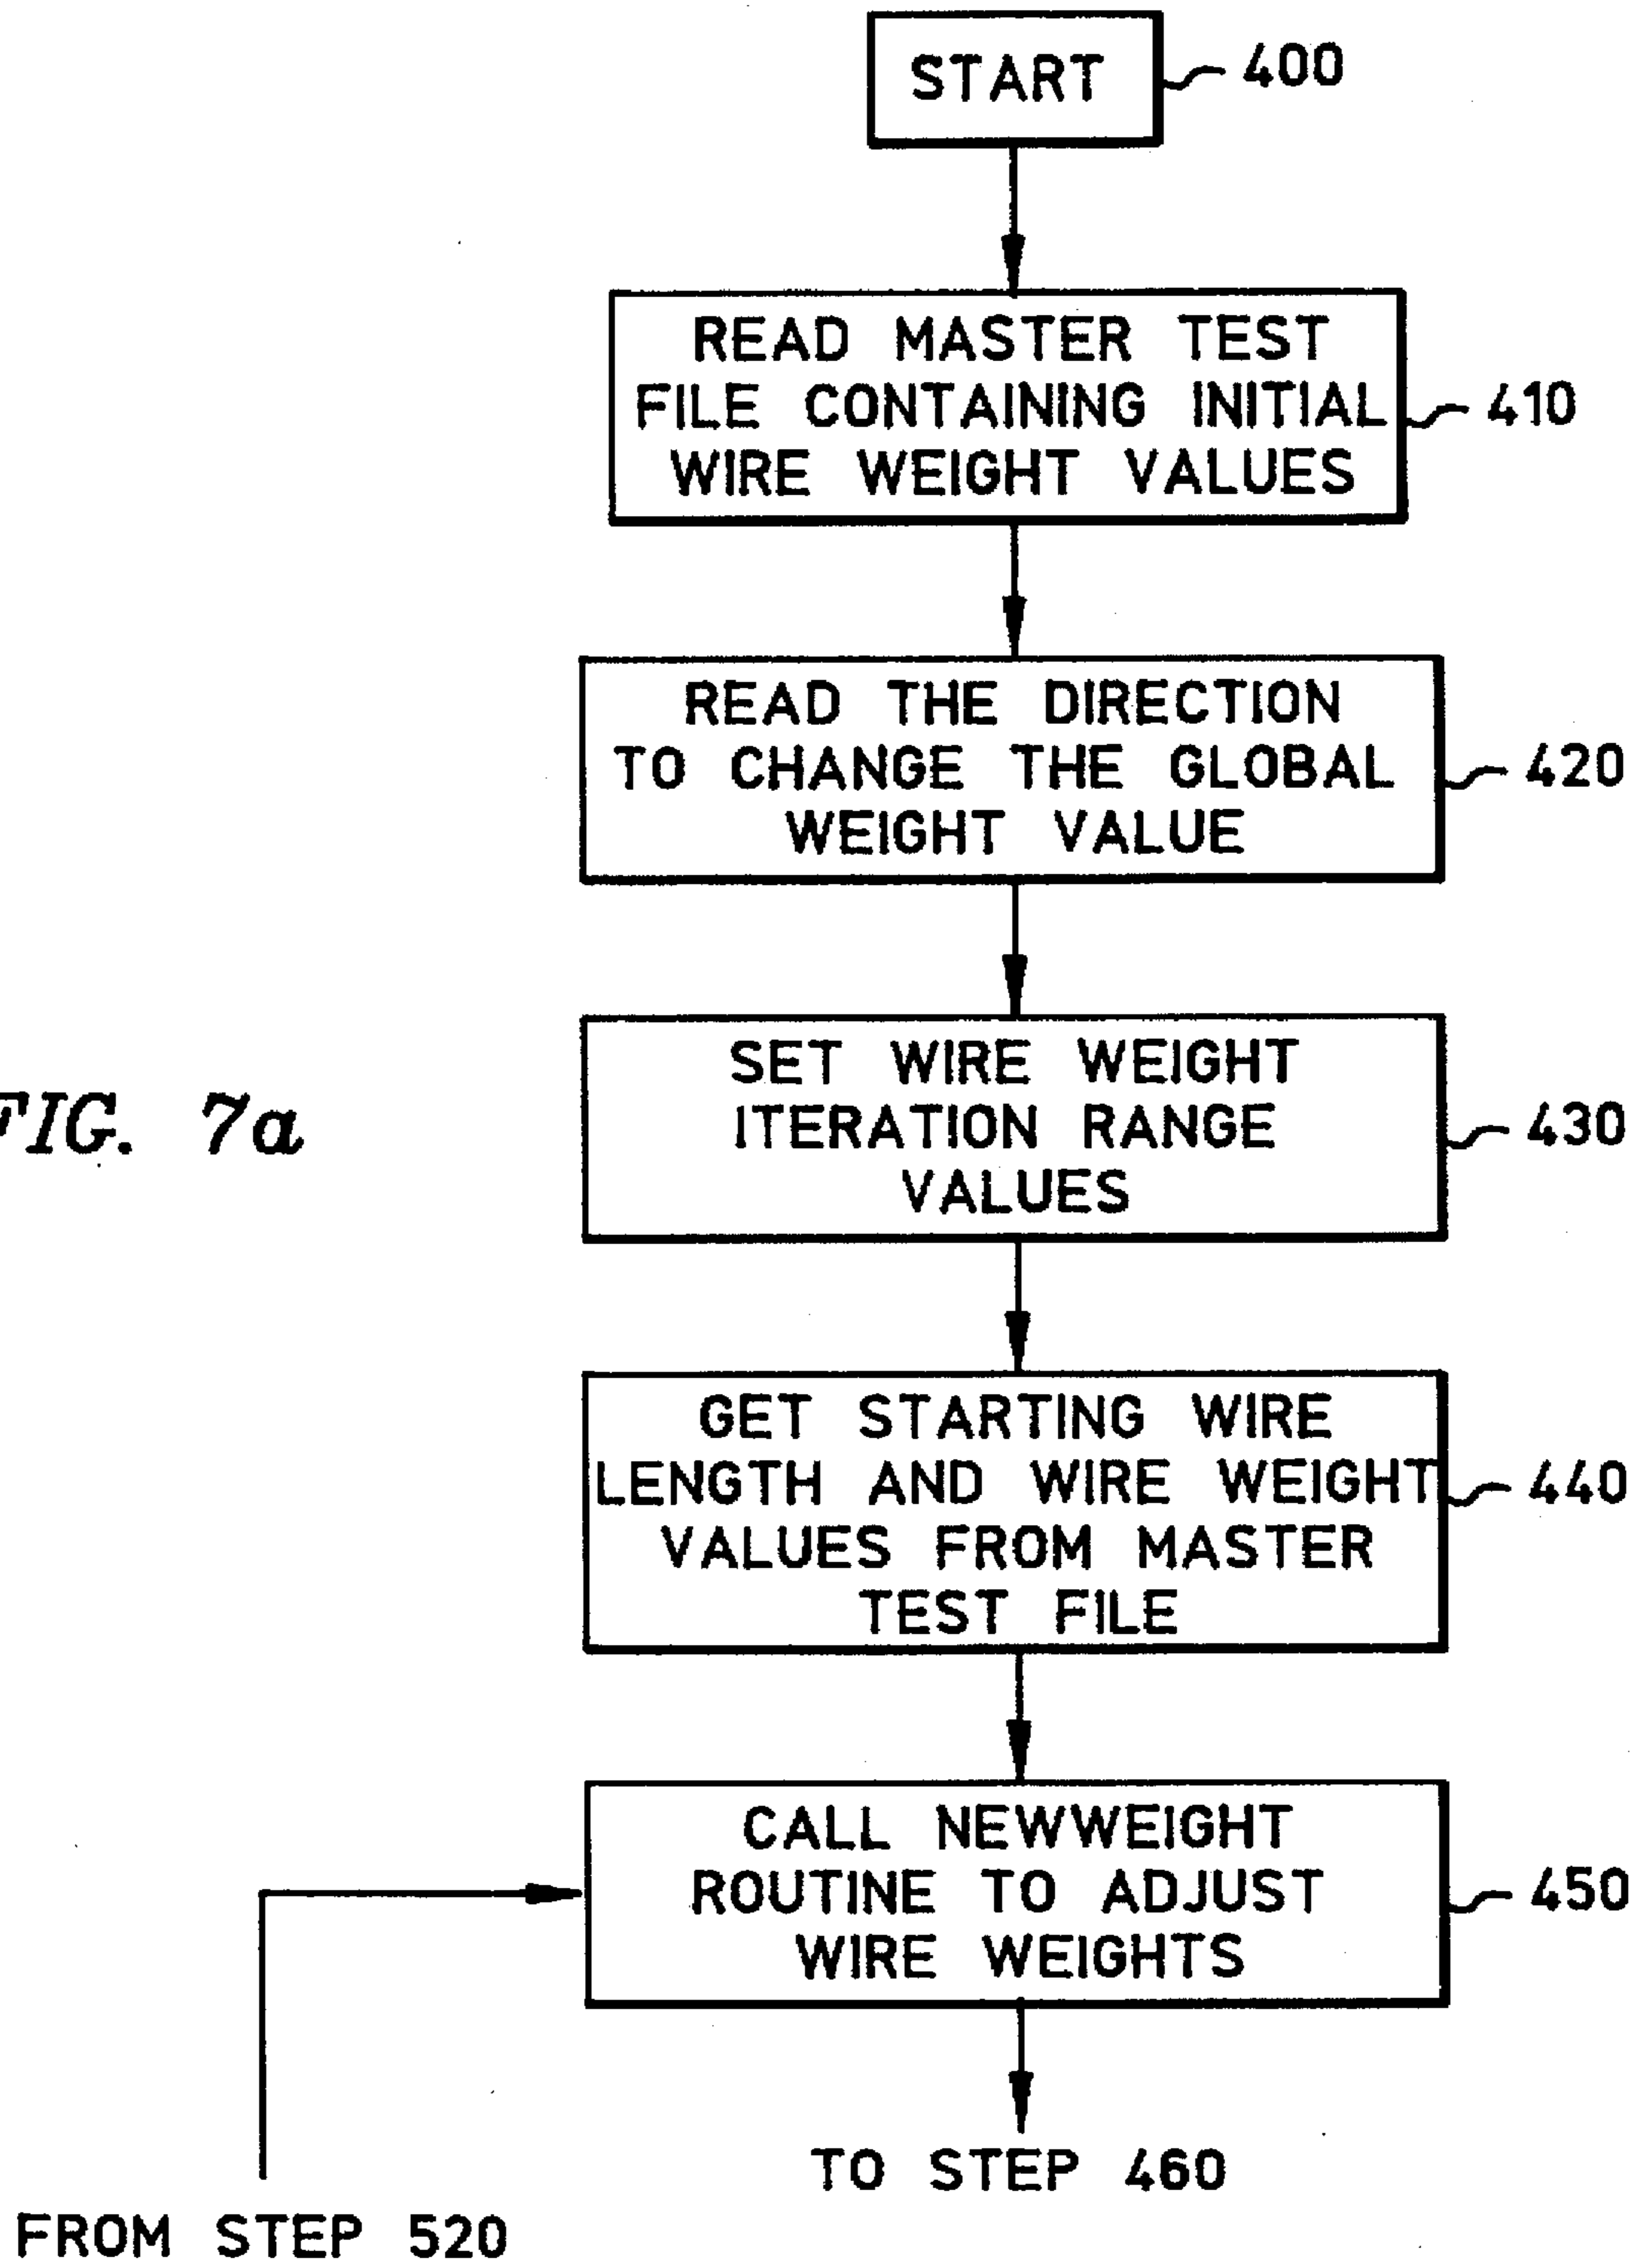 START
400
READ MASTER TEST
FILE CONTAINING INITIAL
WIRE WEIGHT VALUES
410
READ THE DIRECTION
TO CHANGE THE GLOBAL
WEIGHT VALUE
420
SET WIRE WEIGHT
ITERATION RANGE
VALUES
430
FIG. 7a
GET STARTING WIRE
LENGTH AND WIRE WEIGHT
VALUES FROM MASTER
TEST FILE
440
CALL NEWWEIGHT
ROUTINE TO ADJUST
WIRE WEIGHTS
450
TO STEP 460
FROM STEP 520